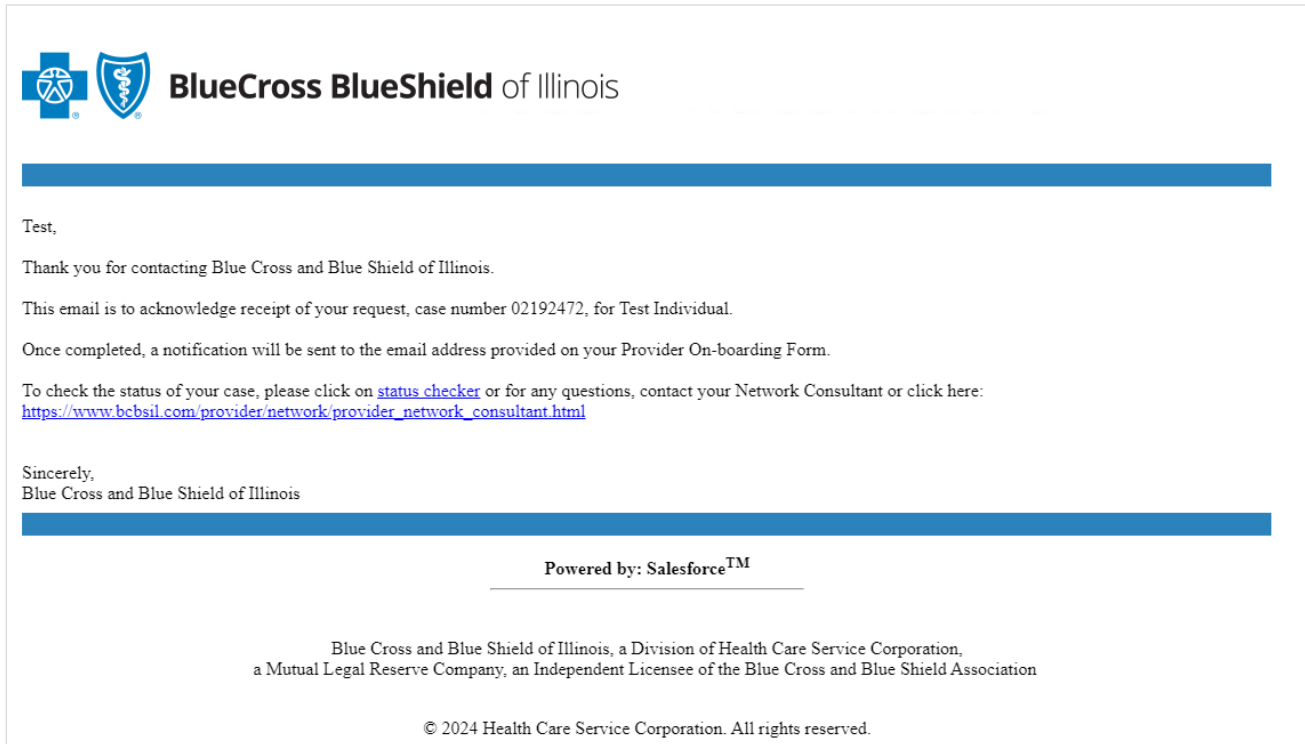 BlueCross BlueShield of Illinois
Test,
Thank you for contacting Blue Cross and Blue Shield of Illinois.
This email is to acknowledge receipt of your request, case number 02192472, for Test Individual.
Once completed, a notification will be sent to the email address provided on your Provider On-boarding Form.
To check the status of your case, please click on status checker or for any questions, contact your Network Consultant or click here:
https://www.bcbsil.com/provider/network/provider_network_consultant.html
Sincerely,
Blue Cross and Blue Shield of Illinois
Powered by: Salesforce™
Blue Cross and Blue Shield of Illinois, a Division of Health Care Service Corporation,
a Mutual Legal Reserve Company, an Independent Licensee of the Blue Cross and Blue Shield Association
© 2024 Health Care Service Corporation. All rights reserved.